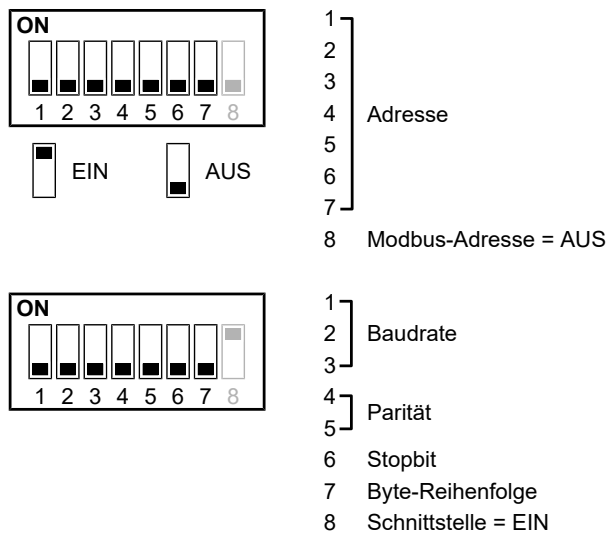 ON
1 2 3 4 5 6 7 8
EIN AUS
1
2
3
4 Adresse
5
6
7
8 Modbus-Adresse = AUS
ON
1 2 3 4 5 6 7 8
1
2 Baudrate
3
4
Parität
5
6 Stopbit
7 Byte-Reihenfolge
8 Schnittstelle = EIN